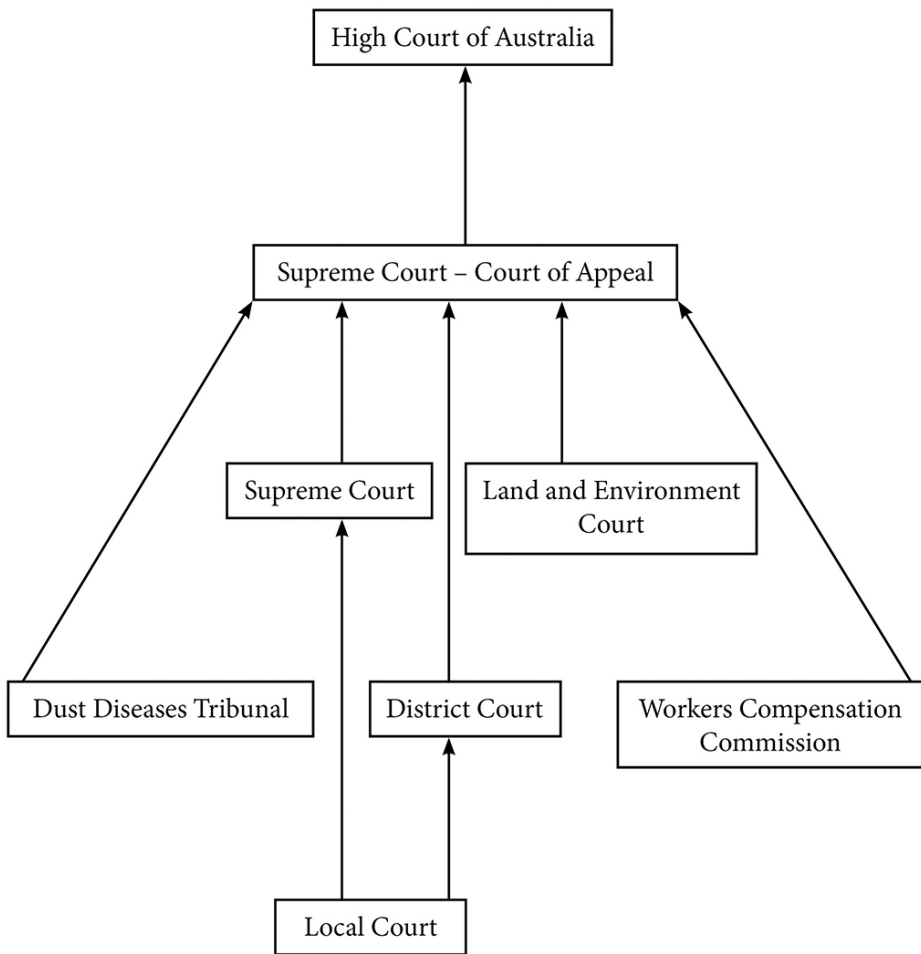 High Court of Australia
Supreme Court – Court of Appeal
Supreme Court
Land and Environment
Court
Dust Diseases Tribunal
District Court
Workers Compensation
Commission
Local Court